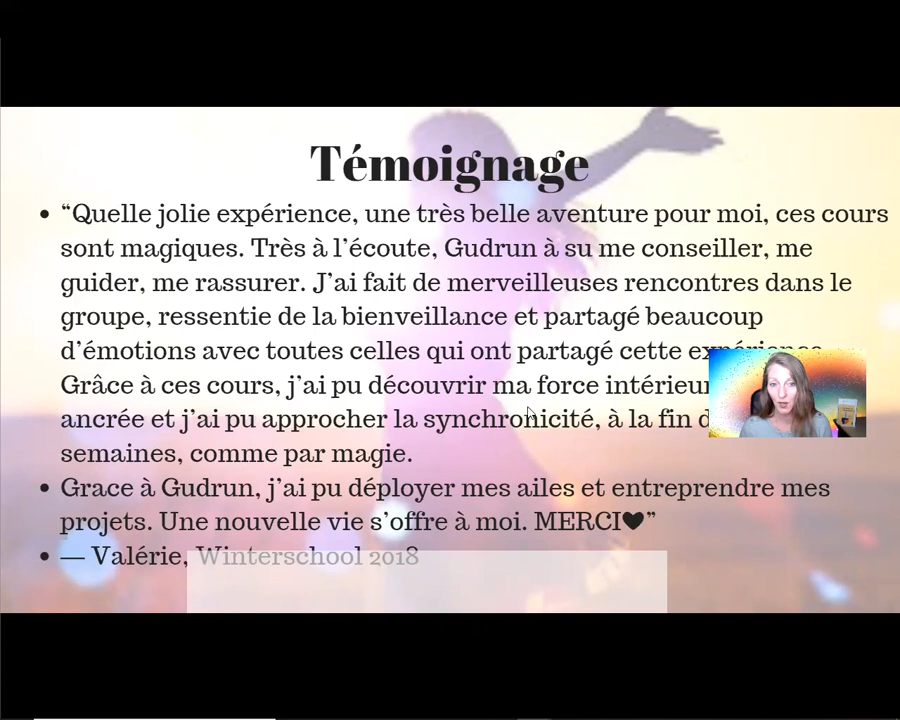 Témoignage
• “Quelle jolie expérience, une très belle aventure pour moi, ces cours
sont magiques. Très à l’écoute, Gudrun à su me conseiller, me
guider, me rassurer. J’ai fait de merveilleuses rencontres dans le
groupe, ressentie de la bienveillance et partagé beaucoup
d’émotions avec toutes celles qui ont partagé cette expérience.
Grâce à ces cours, j’ai pu découvrir ma force
ancrée et j’ai pu approcher la synchronicité, à la fin
semaines, comme par magie.
• Grace à Gudrun, j’ai pu déployer mes ailes et entreprendre mes
projets. Une nouvelle vie s’offre à moi. MERCI♥”
• — Valérie, Winterschool 2018